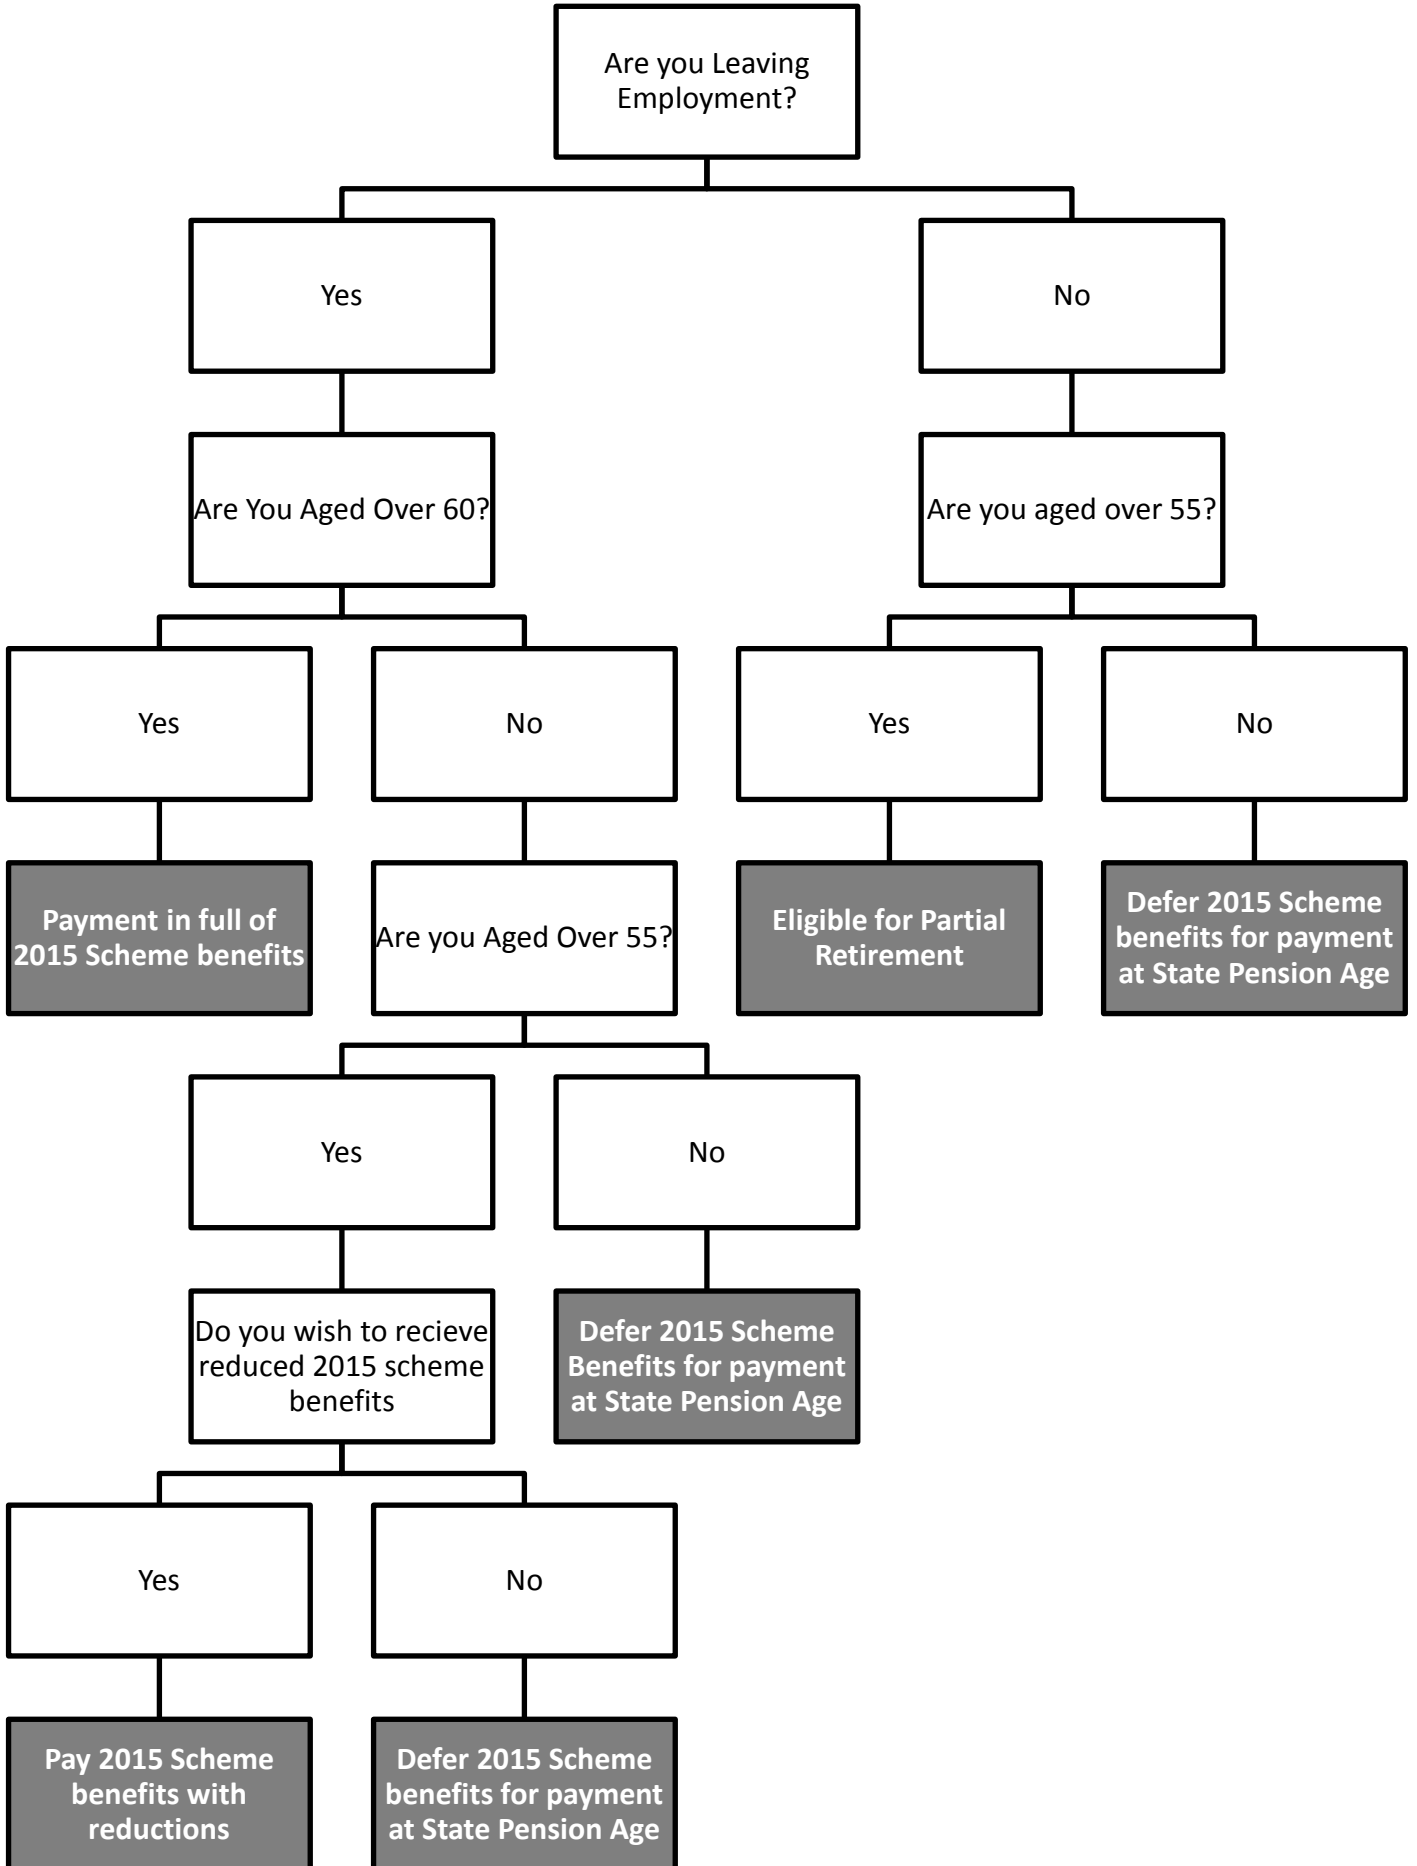 Are you Leaving
Employment?
Yes
No
Are You Aged Over 60?
Are you aged over 55?
Yes
No
Yes
No
Payment in full of
2015 Scheme benefits
Are you Aged Over 55?
Eligible for Partial
Retirement
Defer 2015 Scheme
benefits for payment
at State Pension Age
Yes
No
Do you wish to recieve
reduced 2015 scheme
benefits
Defer 2015 Scheme
Benefits for payment
at State Pension Age
Yes
No
Pay 2015 Scheme
benefits with
reductions
Defer 2015 Scheme
benefits for payment
at State Pension Age